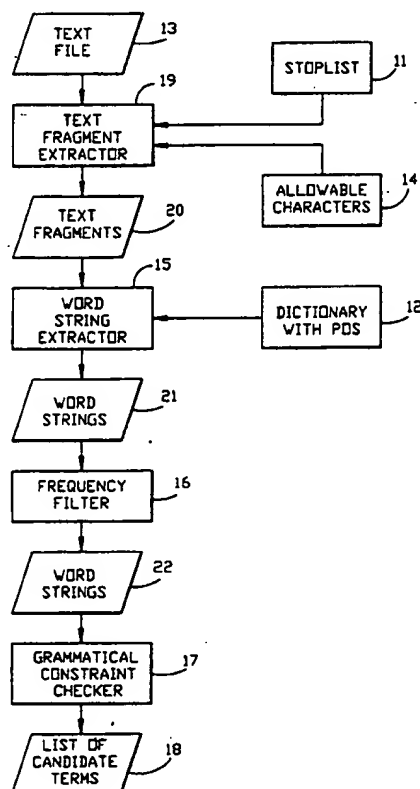 TEXT
FILE
13
STOPLIST
11
19
TEXT
FRAGMENT
EXTRACTOR
ALLOWABLE
CHARACTERS
14
TEXT
FRAGMENTS
20
15
WORD
STRING
EXTRACTOR
DICTIONARY
WITH POS
12
WORD
STRINGS
21
FREQUENCY
FILTER
16
WORD
STRINGS
22
GRAMMATICAL
CONSTRAINT
CHECKER
17
LIST OF
CANDIDATE
TERMS
18